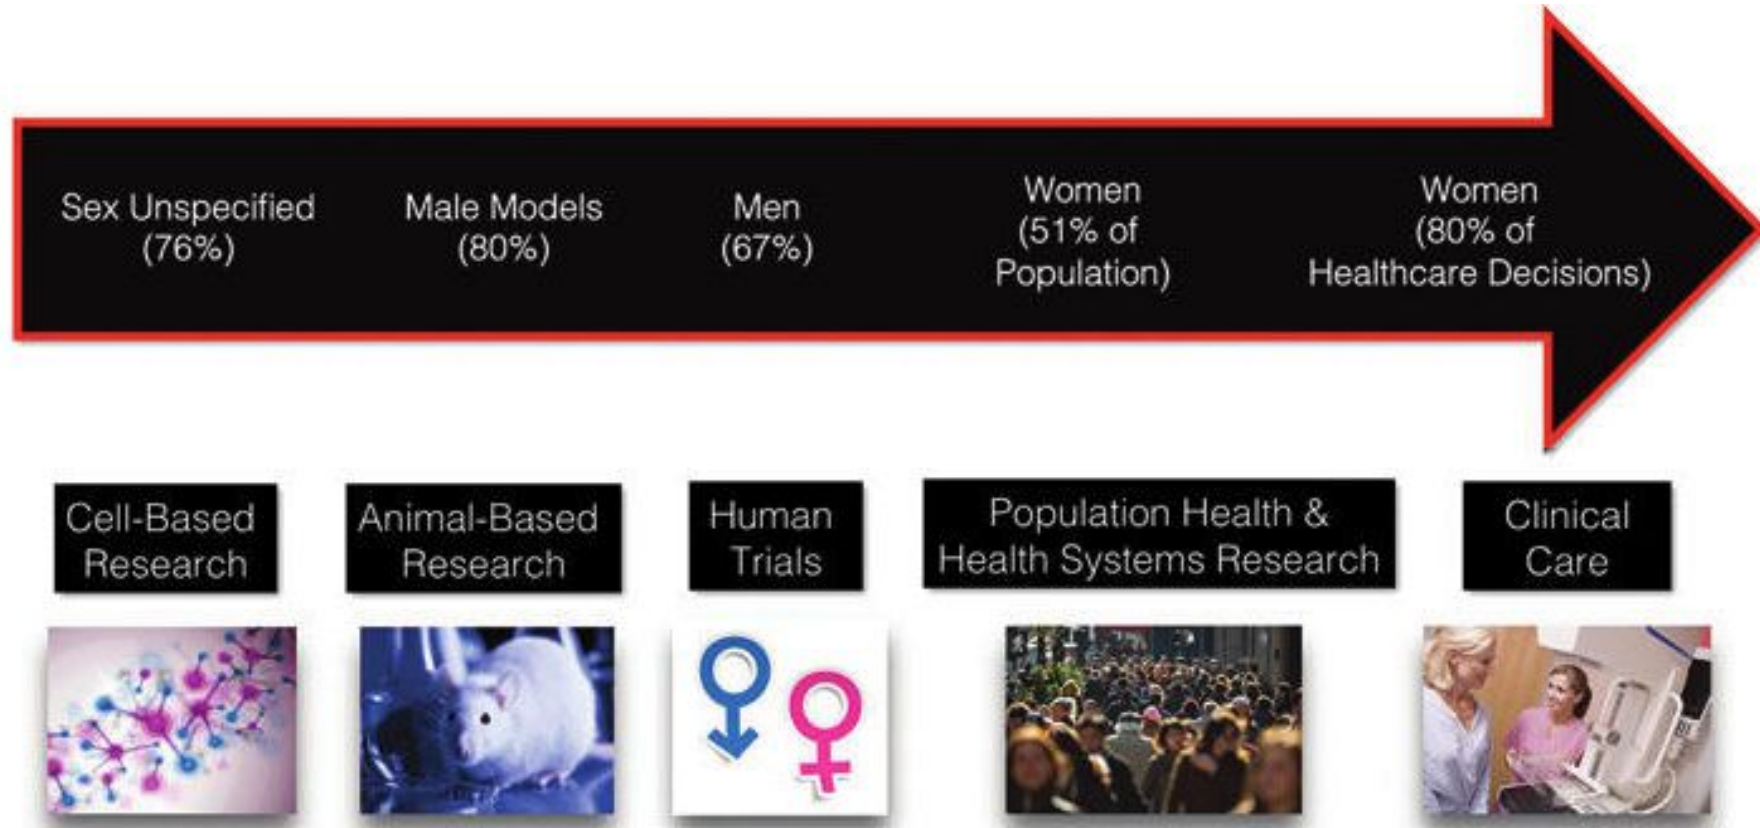 Sex Unspecified
(76%)
Male Models
(80%)
Men
(67%)
Women
(51% of
Population)
Women
(80% of
Healthcare Decisions)
Cell-Based
Research
Animal-Based
Research
Human
Trials
Population Health &
Health Systems Research
Clinical
Care